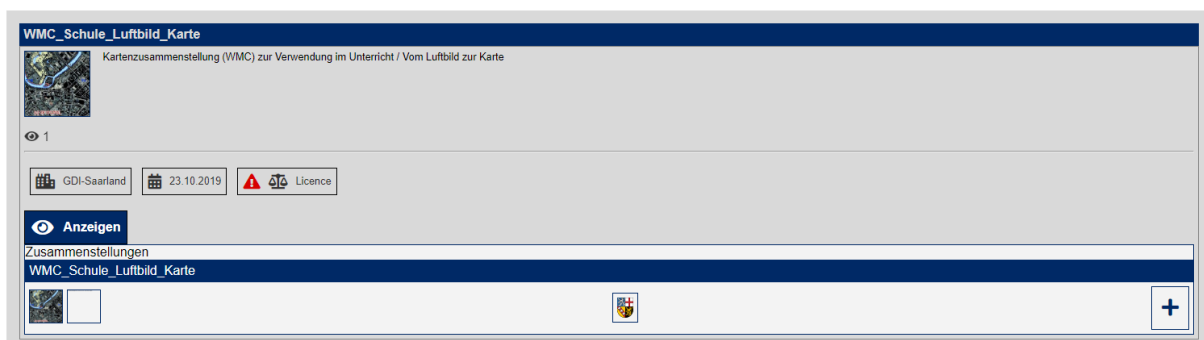 WMC_Schule_Luftbild_Karte
Kartenzusammenstellung (WMC) zur Verwendung im Unterricht / Vom Luftbild zur Karte
1
GDI-Saarland
23.10.2019
Licence
Anzeigen
Zusammenstellungen
WMC_Schule_Luftbild_Karte